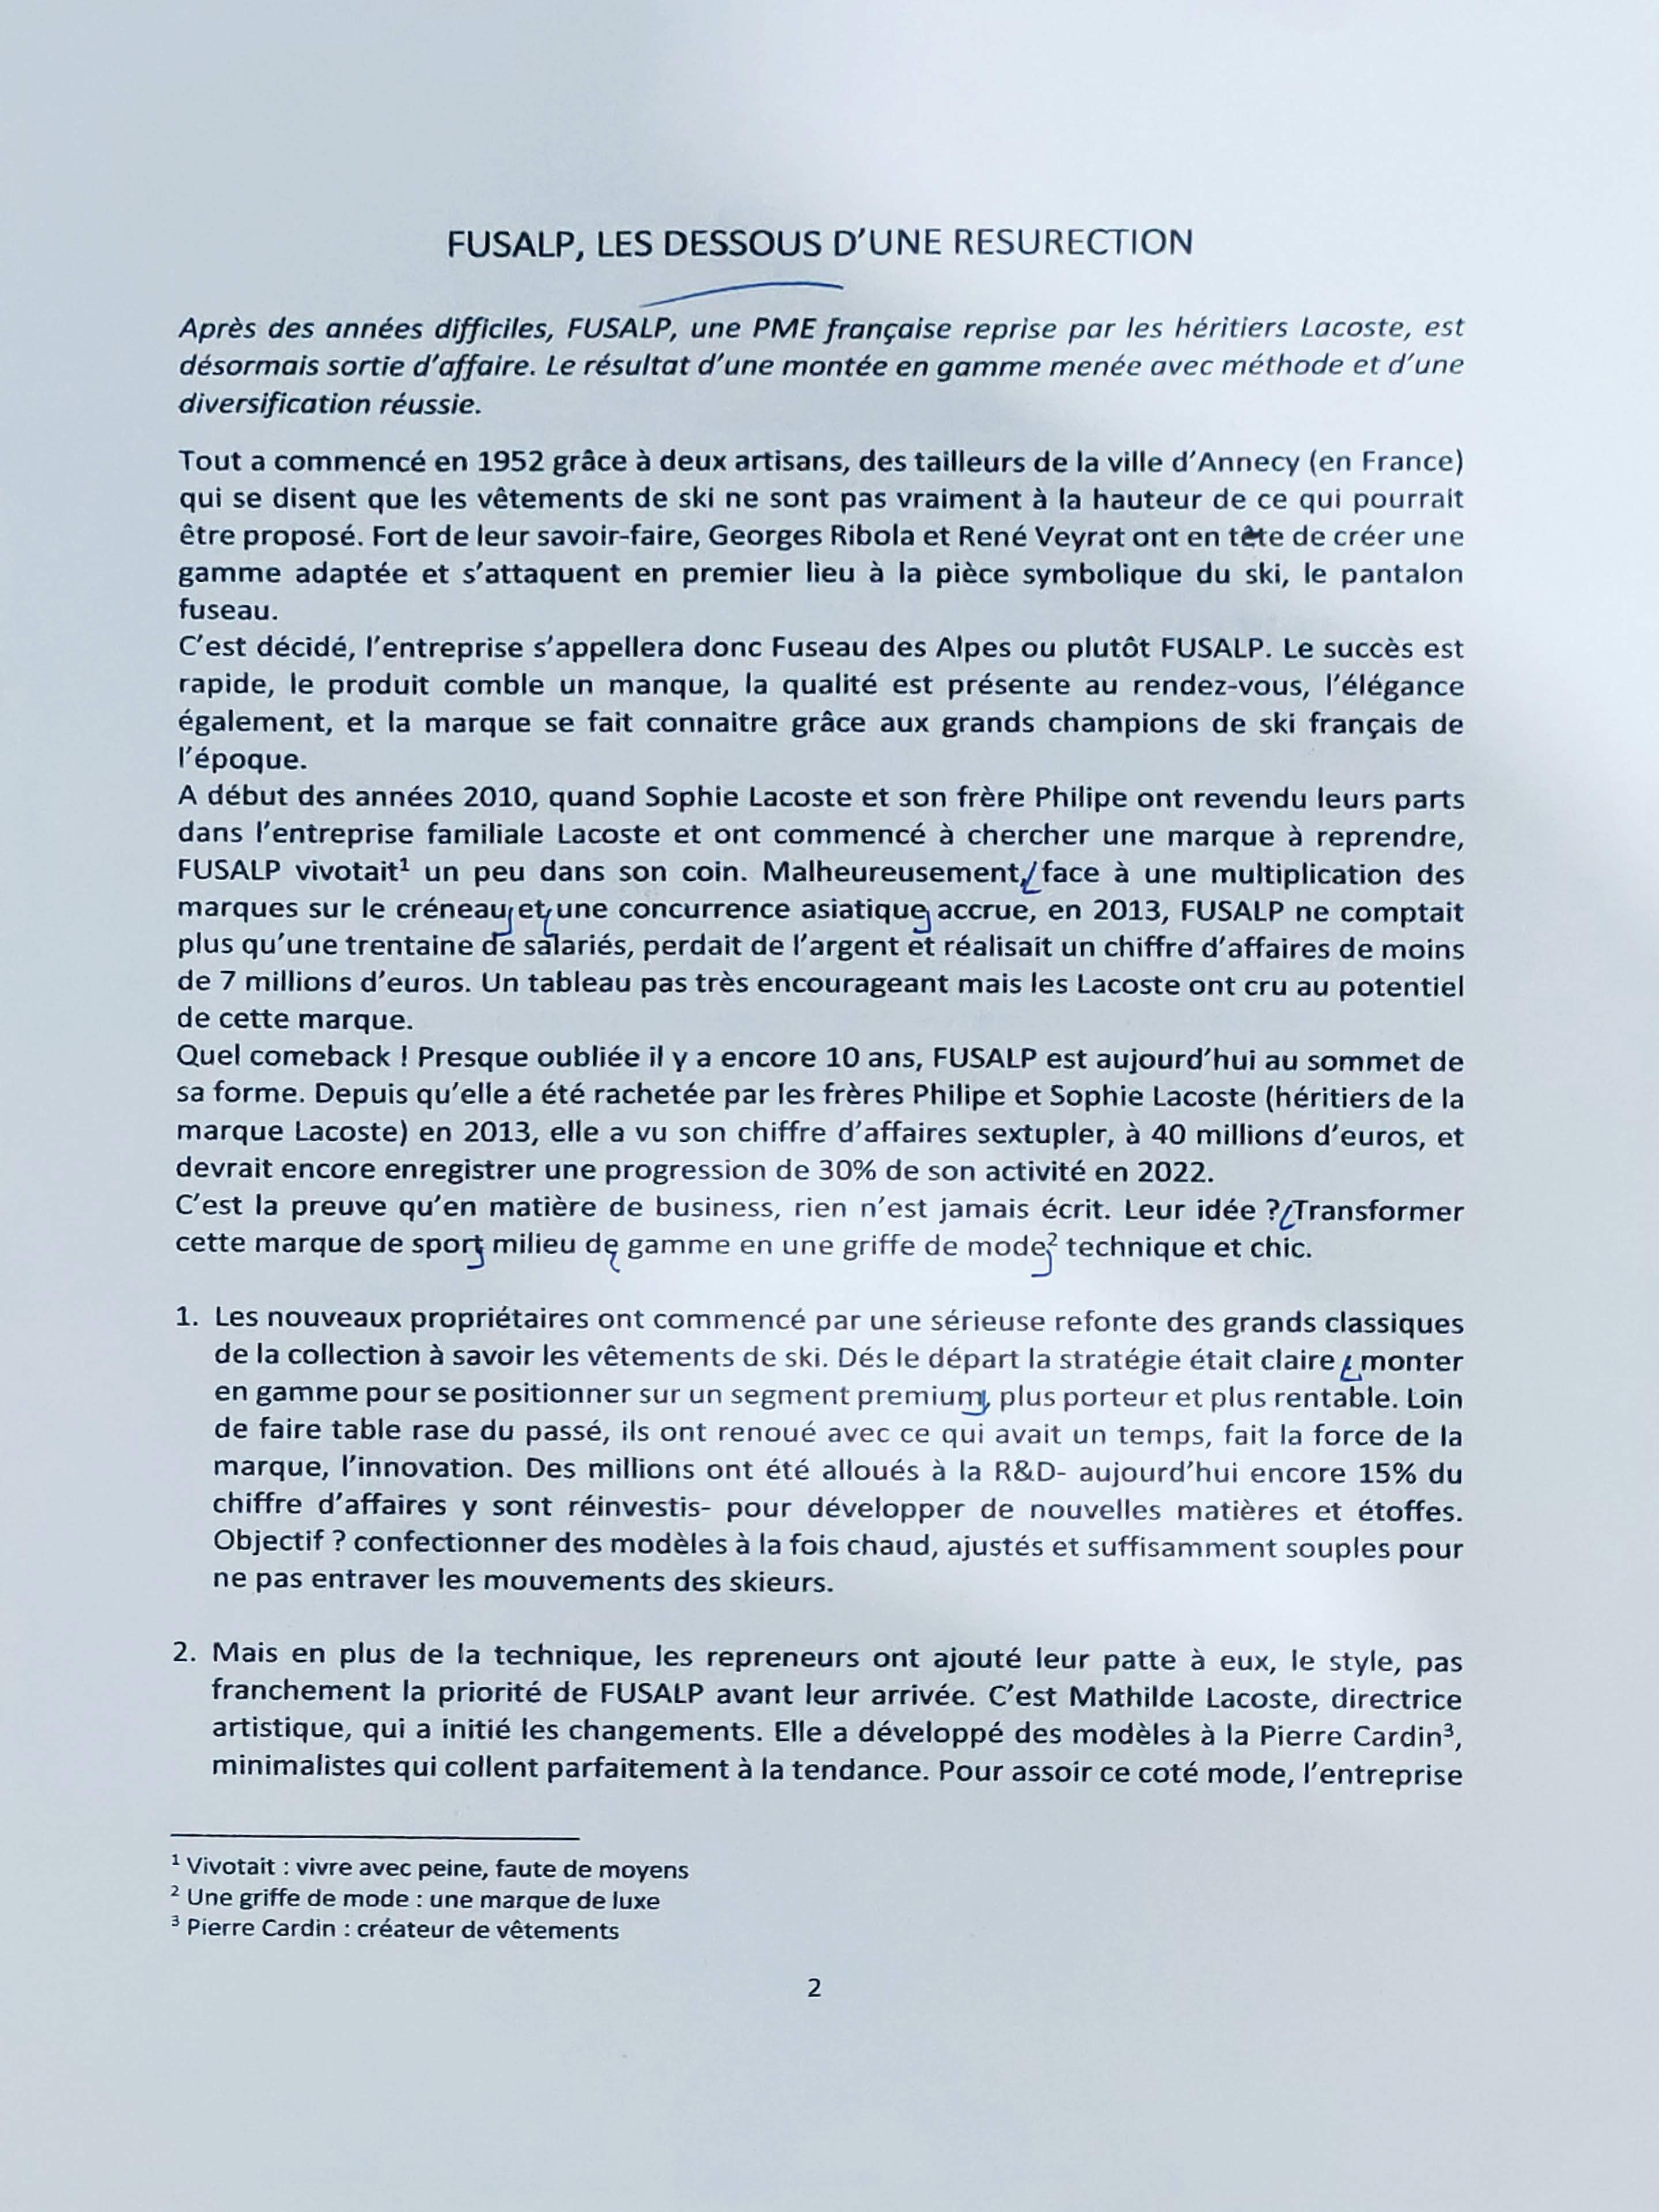 FUSALP, LES DESSOUS D'UNE RESURECTION
Après des années difficiles, FUSALP, une PME française reprise par les héritiers Lacoste, est
désormais sortie d'affaire. Le résultat d'une montée en gamme menée avec méthode et d'une
diversification réussie.
Tout a commencé en 1952 grâce à deux artisans, des tailleurs de la ville d'Annecy (en France)
qui se disent que les vêtements de ski ne sont pas vraiment à la hauteur de ce qui pourrait
être proposé. Fort de leur savoir-faire, Georges Ribola et René Veyrat ont en tête de créer une
gamme adaptée et s'attaquent en premier lieu à la pièce symbolique du ski, le pantalon
fuseau.
C'est décidé, l'entreprise s'appellera donc Fuseau des Alpes ou plutôt FUSALP. Le succès est
rapide, le produit comble un manque, la qualité est présente au rendez-vous, l'élégance
également, et la marque se fait connaitre grâce aux grands champions de ski français de
l'époque.
A début des années 2010, quand Sophie Lacoste et son frère Philipe ont revendu leurs parts
dans l'entreprise familiale Lacoste et ont commencé à chercher une marque à reprendre,
FUSALP vivotait¹ un peu dans son coin. Malheureusement, face à une multiplication des
marques sur le créneau et une concurrence asiatique accrue, en 2013, FUSALP ne comptait
plus qu'une trentaine de salariés, perdait de l'argent et réalisait un chiffre d'affaires de moins
de 7 millions d'euros. Un tableau pas très encourageant mais les Lacoste ont cru au potentiel
de cette marque.
Quel comeback ! Presque oubliée il y a encore 10 ans, FUSALP est aujourd'hui au sommet de
sa forme. Depuis qu'elle a été rachetée par les frères Philipe et Sophie Lacoste (héritiers de la
marque Lacoste) en 2013, elle a vu son chiffre d'affaires sextupler, à 40 millions d'euros, et
devrait encore enregistrer une progression de 30% de son activité en 2022.
C'est la preuve qu'en matière de business, rien n'est jamais écrit. Leur idée ? Transformer
cette marque de sport milieu de gamme en une griffe de mode² technique et chic.
1. Les nouveaux propriétaires ont commencé par une sérieuse refonte des grands classiques
de la collection à savoir les vêtements de ski. Dés le départ la stratégie était claire : monter
en gamme pour se positionner sur un segment premium, plus porteur et plus rentable. Loin
de faire table rase du passé, ils ont renoué avec ce qui avait un temps, fait la force de la
marque, l'innovation. Des millions ont été alloués à la R&D- aujourd'hui encore 15% du
chiffre d'affaires y sont réinvestis- pour développer de nouvelles matières et étoffes.
Objectif ? confectionner des modèles à la fois chaud, ajustés et suffisamment souples pour
ne pas entraver les mouvements des skieurs.
2. Mais en plus de la technique, les repreneurs ont ajouté leur patte à eux, le style, pas
franchement la priorité de FUSALP avant leur arrivée. C'est Mathilde Lacoste, directrice
artistique, qui a initié les changements. Elle a développé des modèles à la Pierre Cardin³,
minimalistes qui collent parfaitement à la tendance. Pour assoir ce coté mode, l'entreprise
¹ Vivotait : vivre avec peine, faute de moyens
² Une griffe de mode : une marque de luxe
³ Pierre Cardin : créateur de vêtements
2